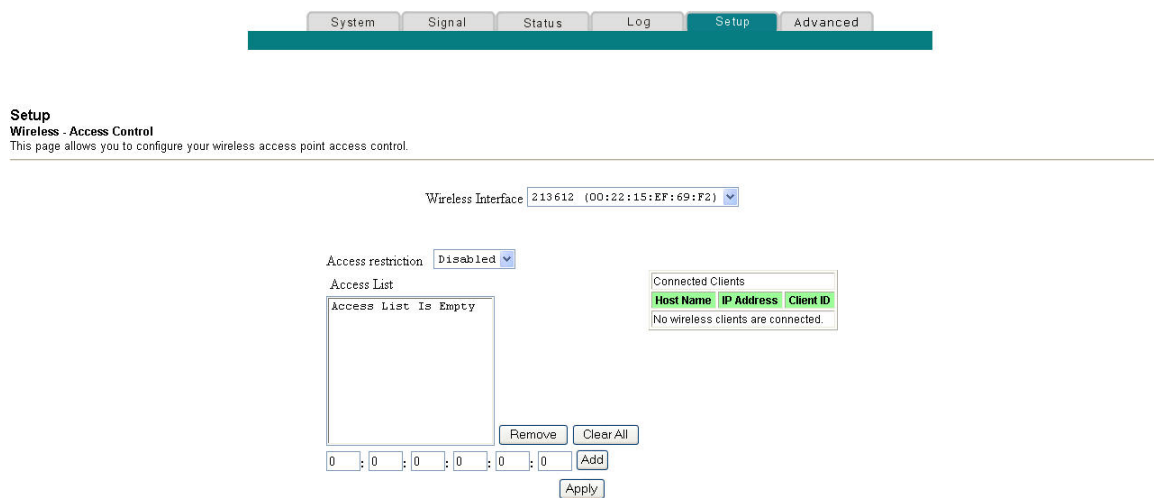 System Signal Status Log Setup Advanced
Setup
Wireless - Access Control
This page allows you to configure your wireless access point access control.
Wireless Interface 213612 (00:22:15:EF:69:F2)
Access restriction Disabled
Access List
Access List Is Empty
Connected Clients
Host Name IP Address Client ID
No wireless clients are connected.
Remove Clear All
0 : 0 : 0 : 0 : 0 : 0 Add
Apply